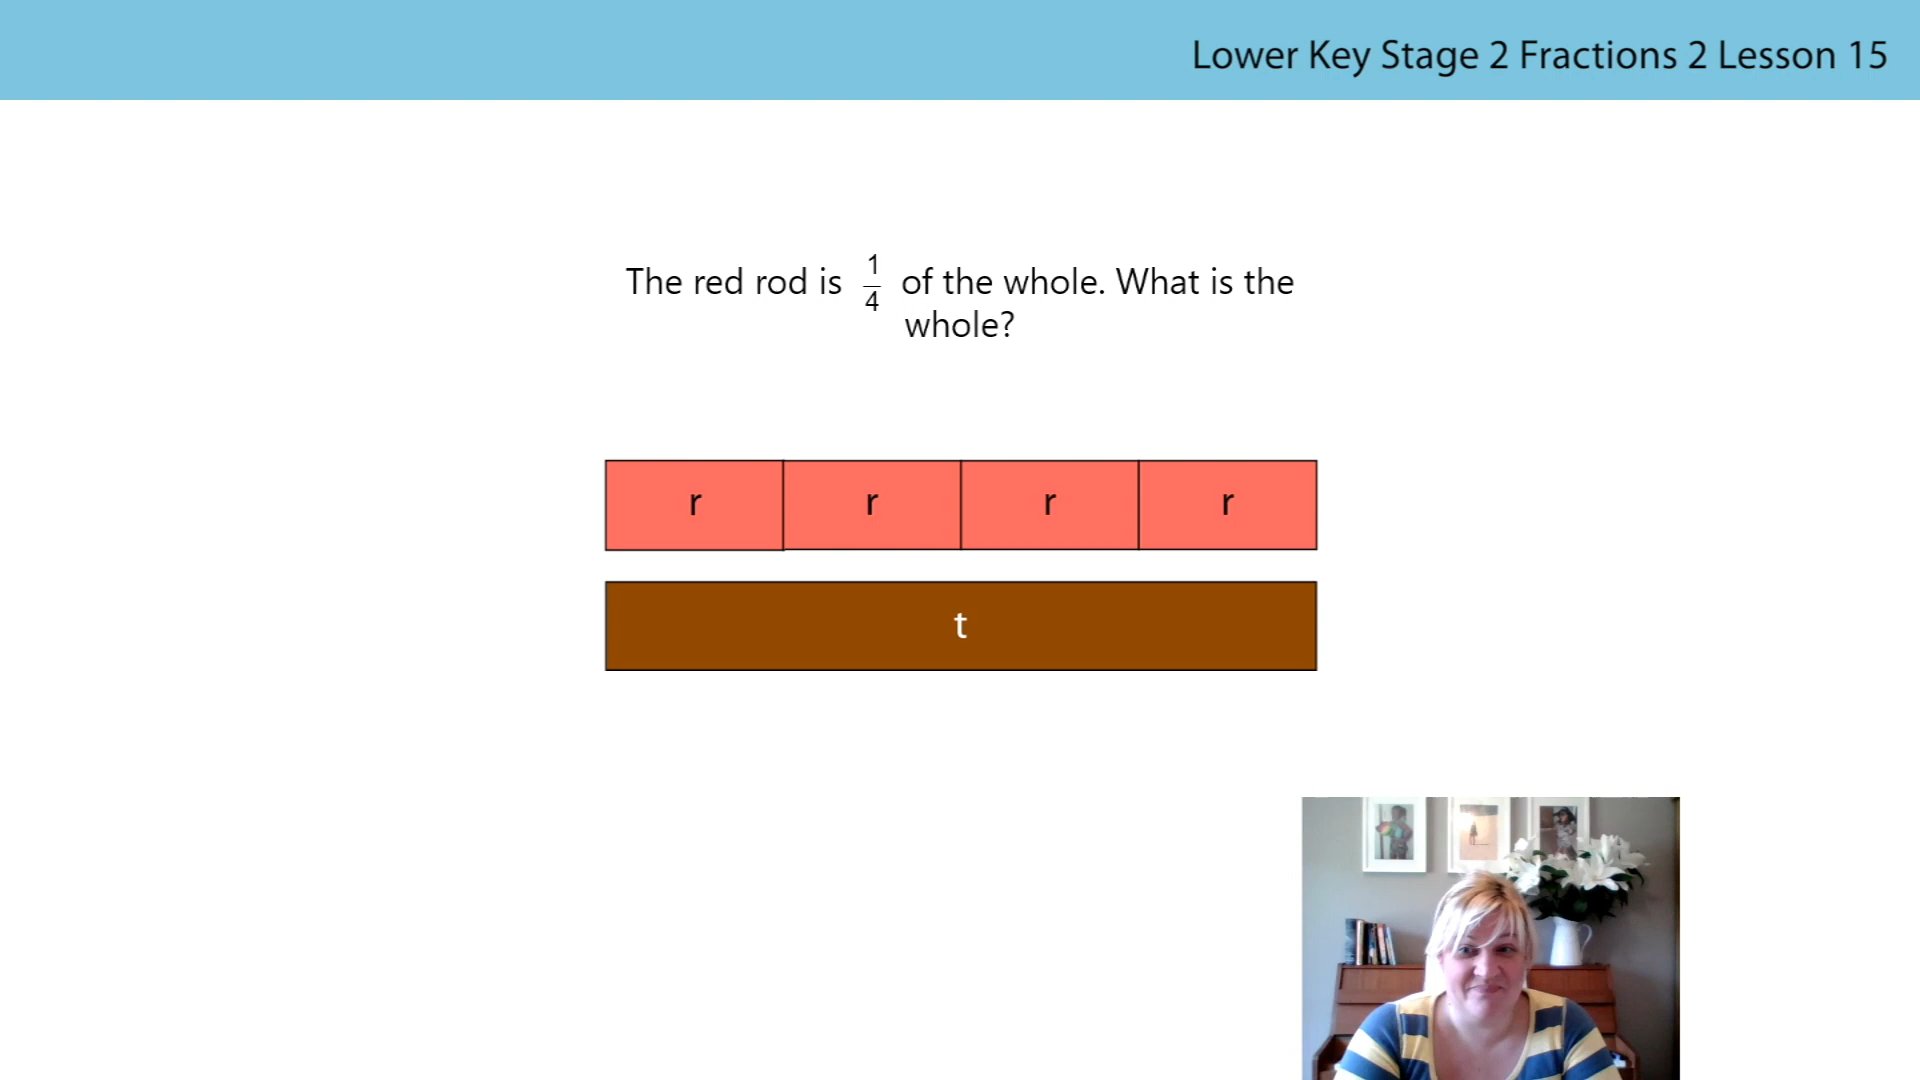 Lower Key Stage 2 Fractions 2 Lesson 15
The red rod is 1/4 of the whole. What is the
whole?
r r r r
t